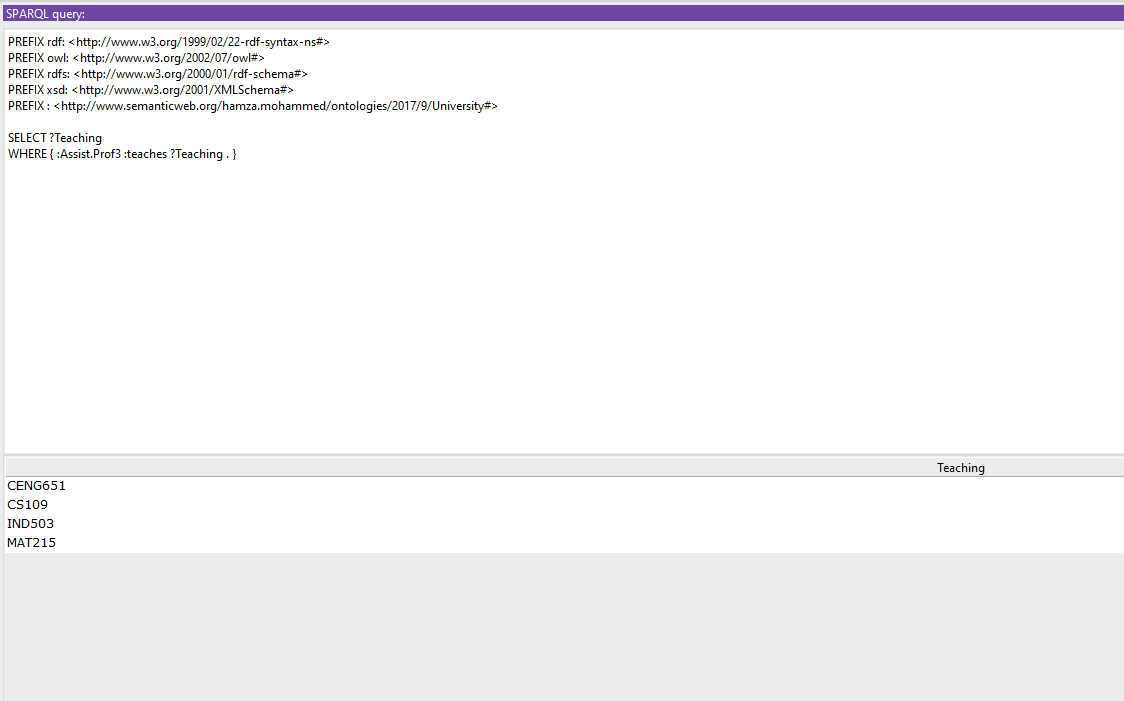 SPARQL query:
PREFIX rdf: <http://www.w3.org/1999/02/22-rdf-syntax-ns#>
PREFIX owl: <http://www.w3.org/2002/07/owl#>
PREFIX rdfs: <http://www.w3.org/2000/01/rdf-schema#>
PREFIX xsd: <http://www.w3.org/2001/XMLSchema#>
PREFIX : <http://www.semanticweb.org/hamza.mohammed/ontologies/2017/9/University#>
SELECT ?Teaching
WHERE { :Assist.Prof3 :teaches ?Teaching . }
Teaching
CENG651
CS109
IND503
MAT215